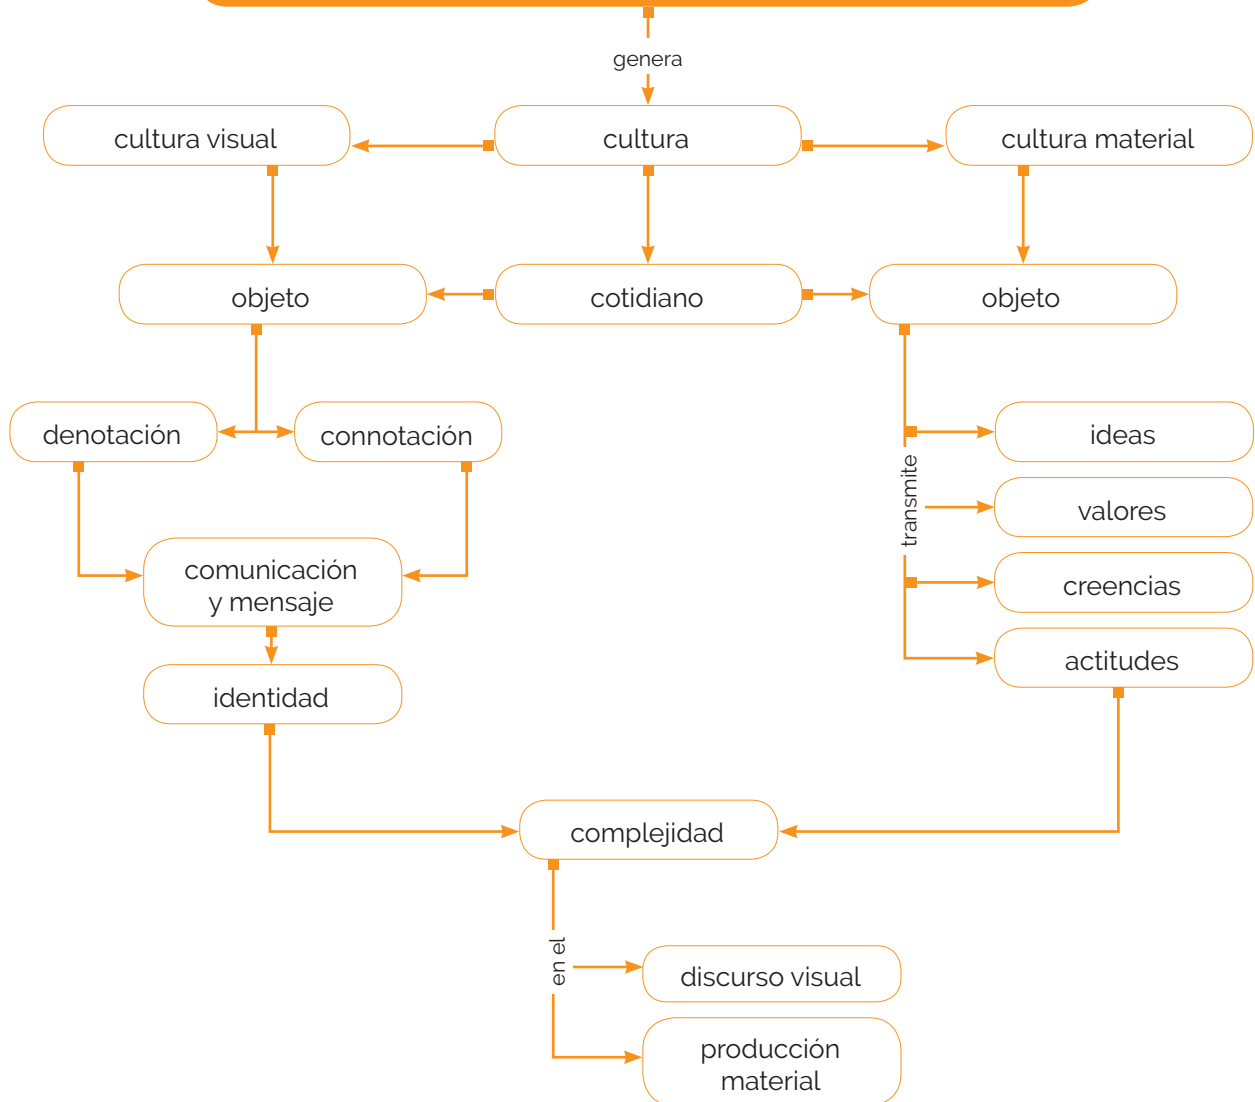 genera
cultura visual
cultura
cultura material
objeto
cotidiano
objeto
denotación
connotación
ideas
transmite
valores
comunicación
y mensaje
creencias
identidad
actitudes
complejidad
en el
discurso visual
producción
material